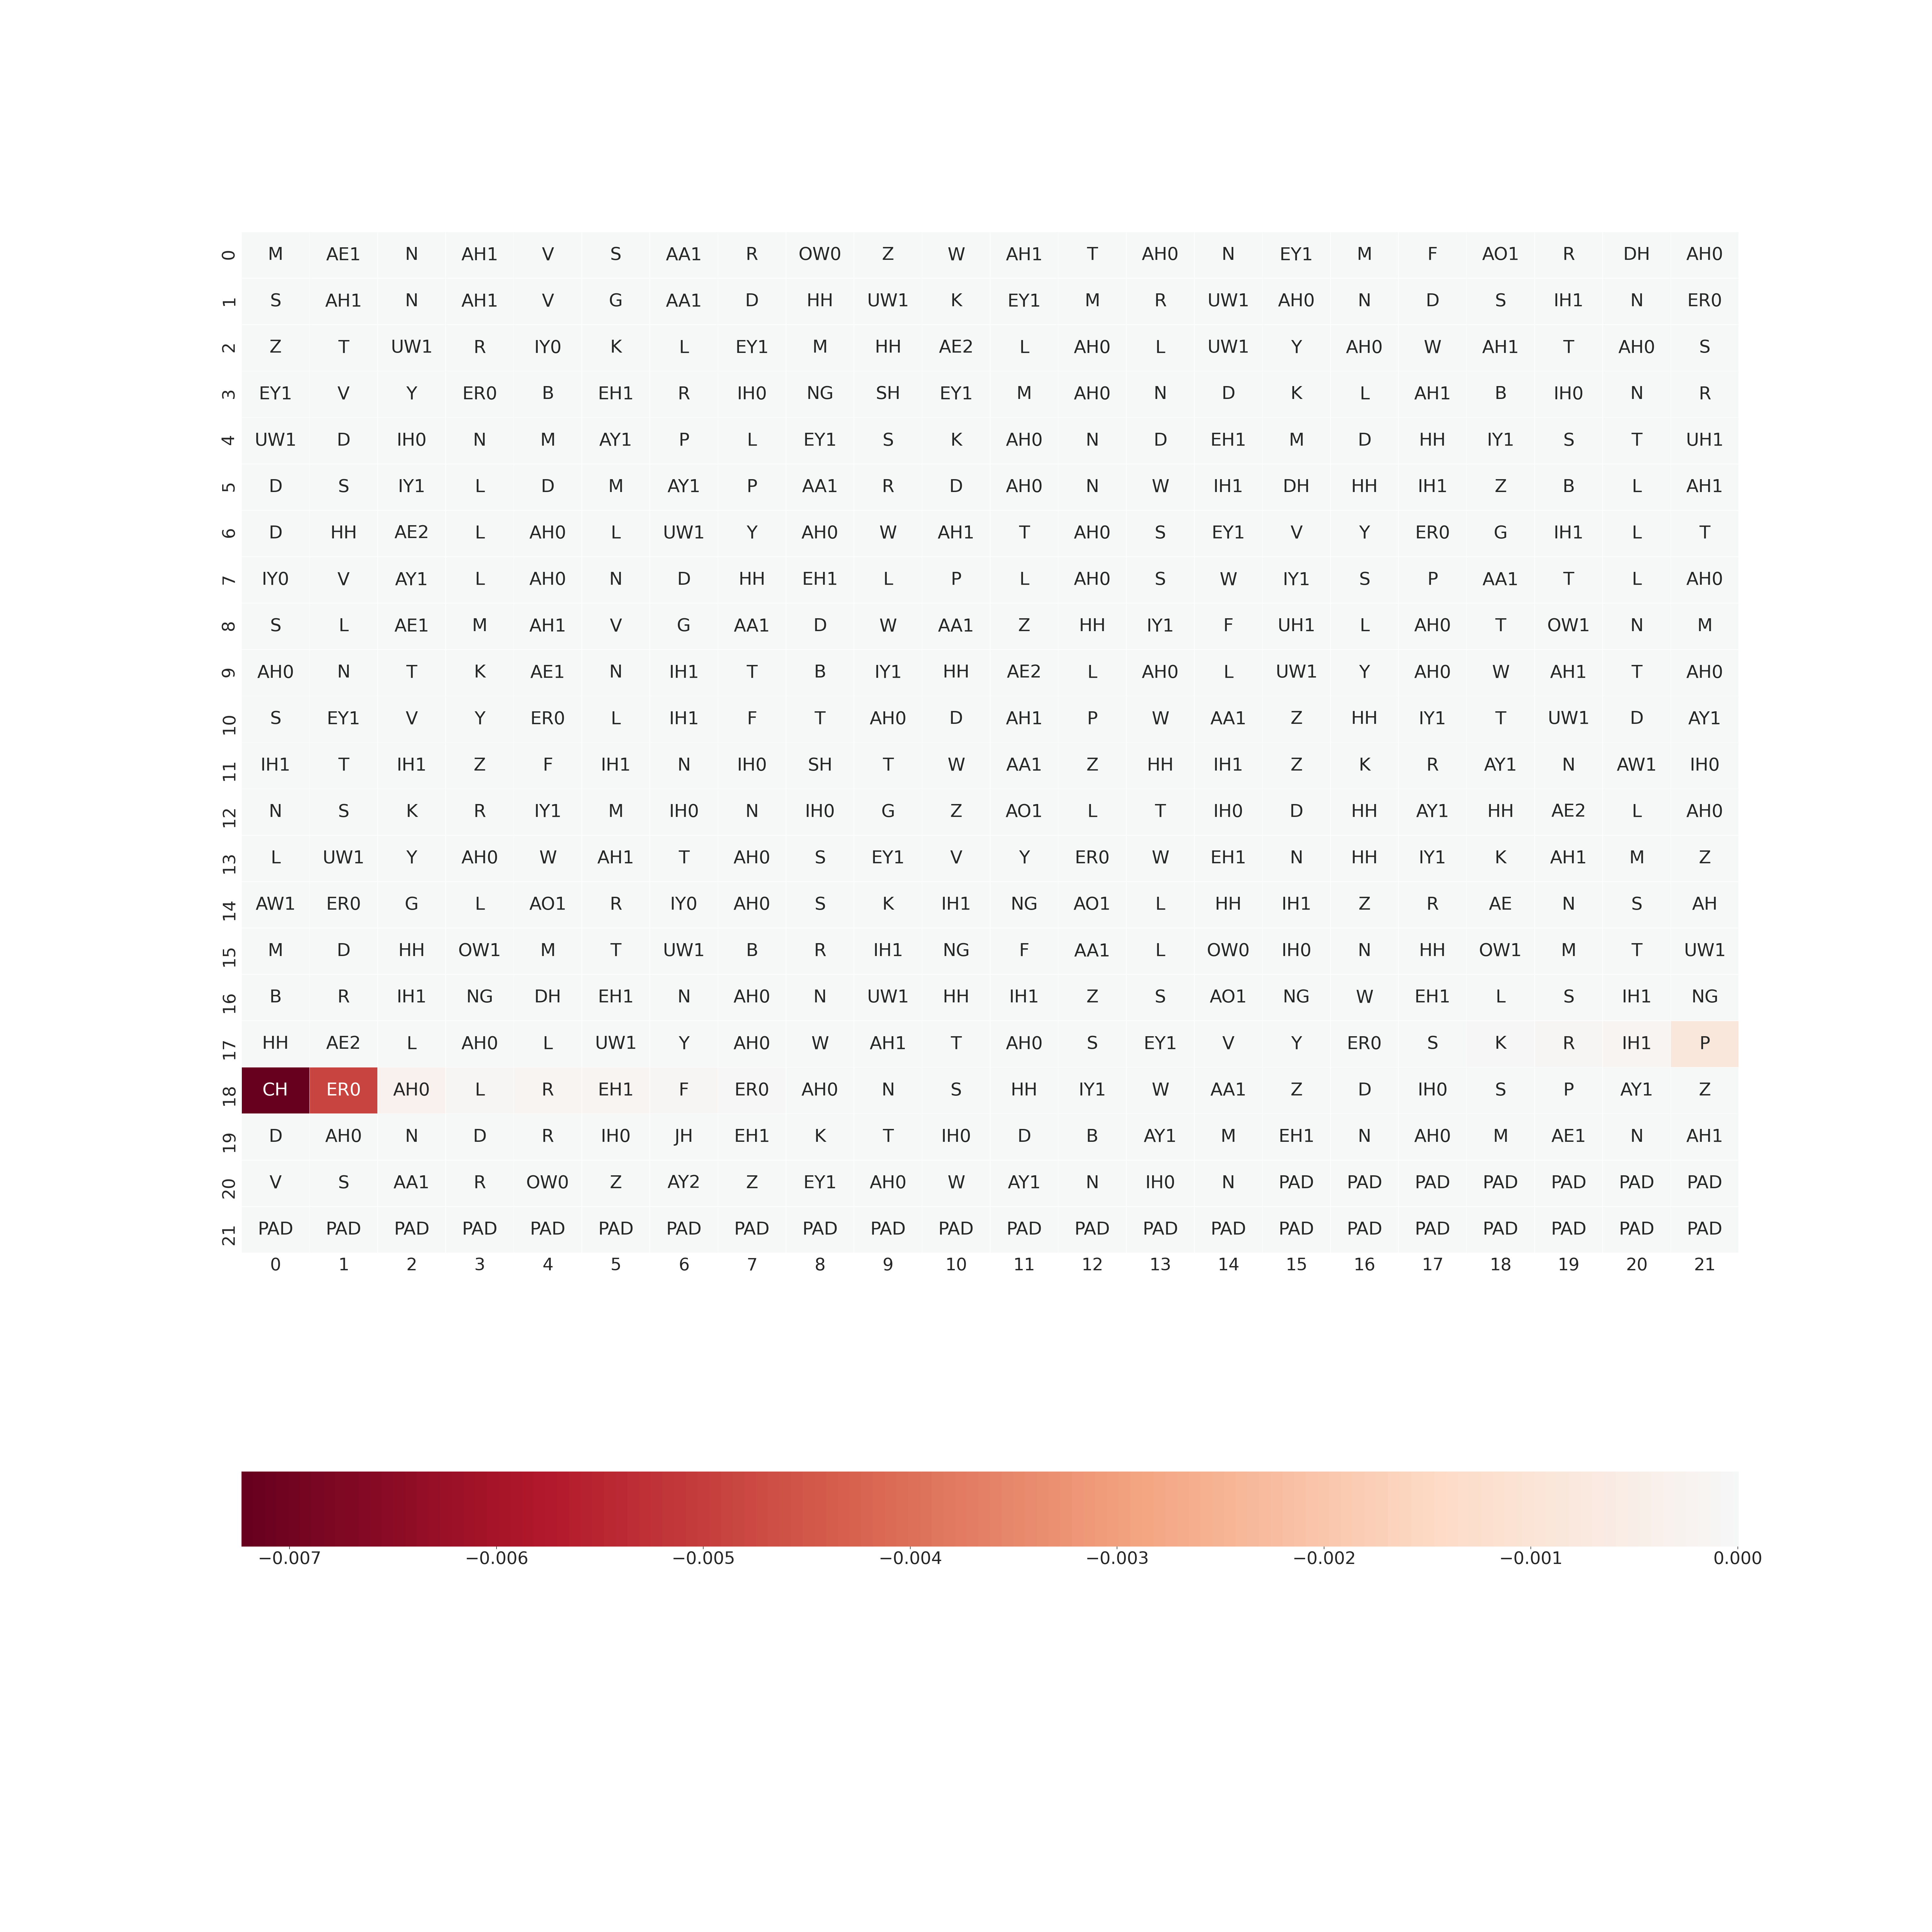 0 M AE1 N AH1 V S AA1 R OW0 Z W AH1 T AH0 N EY1 M F AO1 R DH AH0
1 S AH1 N AH1 V G AA1 D HH UW1 K EY1 M R UW1 AH0 N D S IH1 N ER0
2 Z T UW1 R IY0 K L EY1 M HH AE2 L AH0 L UW1 Y AH0 W AH1 T AH0 S
3 EY1 V Y ER0 B EH1 R IH0 NG SH EY1 M AH0 N D K L AH1 B IH0 N R
4 UW1 D IH0 N M AY1 P L EY1 S K AH0 N D EH1 M D HH IY1 S T UH1
5 D S IY1 L D M AY1 P AA1 R D AH0 N W IH1 DH HH IH1 Z B L AH1
6 D HH AE2 L AH0 L UW1 Y AH0 W AH1 T AH0 S EY1 V Y ER0 G IH1 L T
7 IY0 V AY1 L AH0 N D HH EH1 L P L AH0 S W IY1 S P AA1 T L AH0
8 S L AE1 M AH1 V G AA1 D W AA1 Z HH IY1 F UH1 L AH0 T OW1 N M
9 AH0 N T K AE1 N IH1 T B IY1 HH AE2 L AH0 L UW1 Y AH0 W AH1 T AH0
10 S EY1 V Y ER0 L IH1 F T AH0 D AH1 P W AA1 Z HH IY1 T UW1 D AY1
11 IH1 T IH1 Z F IH1 N IH0 SH T W AA1 Z HH IH1 Z K R AY1 N AW1 IH0
12 N S K R IY1 M IH0 N IH0 G Z AO1 L T IH0 D HH AY1 HH AE2 L AH0
13 L UW1 Y AH0 W AH1 T AH0 S EY1 V Y ER0 W EH1 N HH IY1 K AH1 M Z
14 AW1 ER0 G L AO1 R IY0 AH0 S K IH1 NG AO1 L HH IH1 Z R AE N S AH
15 M D HH OW1 M T UW1 B R IH1 NG F AA1 L OW0 IH0 N HH OW1 M T UW1
16 B R IH1 NG DH EH1 N AH0 N UW1 HH IH1 Z S AO1 NG W EH1 L S IH1 NG
17 HH AE2 L AH0 L UW1 Y AH0 W AH1 T AH0 S EY1 V Y ER0 S K R IH1 P
18 CH ER0 AH0 L R EH1 F ER0 AH0 N S HH IY1 W AA1 Z D IH0 S P AY1 Z
19 D AH0 N D R IH0 JH EH1 K T IH0 D B AY1 M EH1 N AH0 M AE1 N AH1
20 V S AA1 R OW0 Z AY2 Z EY1 AH0 W AY1 N IH0 N PAD PAD PAD PAD PAD PAD PAD
21 PAD PAD PAD PAD PAD PAD PAD PAD PAD PAD PAD PAD PAD PAD PAD PAD PAD PAD PAD PAD PAD PAD
0 1 2 3 4 5 6 7 8 9 10 11 12 13 14 15 16 17 18 19 20 21
−0.007 −0.006 −0.005 −0.004 −0.003 −0.002 −0.001 0.000